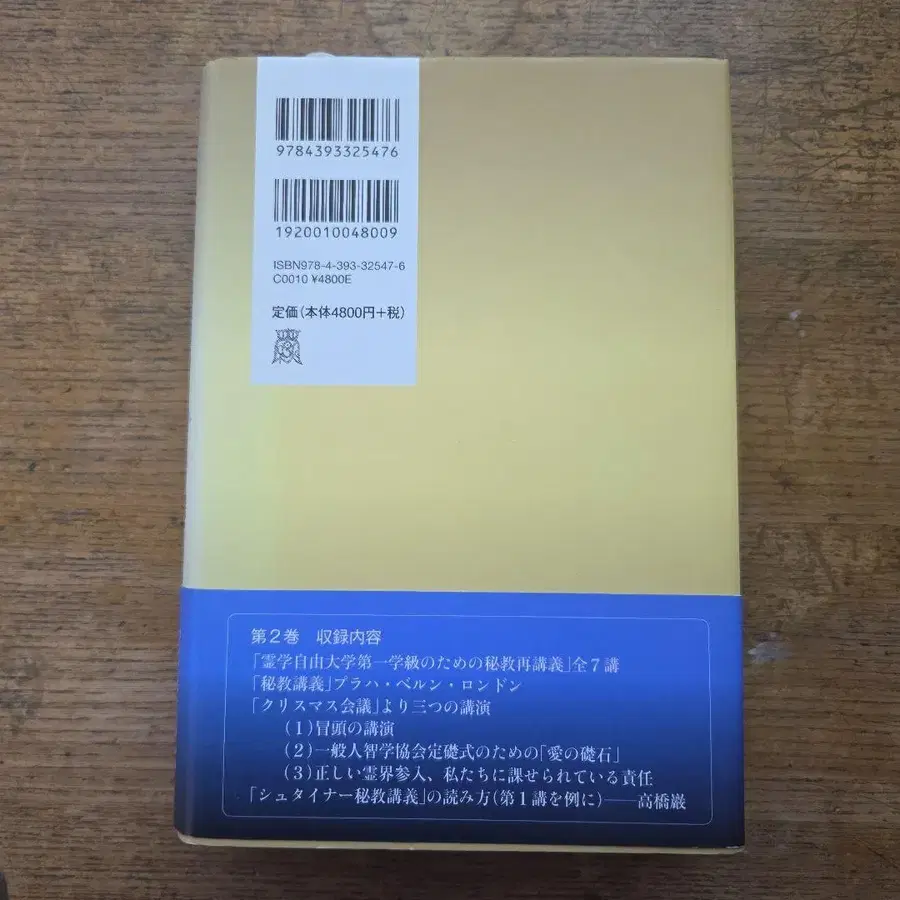 9784393325476
1920010048009
ISBN978-4-393-32547-6
C0010 ¥4800E
定価(本体4800円+税)
第2巻 収録内容
「霊学自由大学第一学級のための秘教再講義」全7講
「秘教講義」プラハ・ベルン・ロンドン
「クリスマス会議」より三つの講演
(1)冒頭の講演
(2)一般人智学協会定礎式のための「愛の礎石」
(3)正しい霊界参入、私たちに課せられている責任
「シュタイナー秘教講義」の読み方(第1講を例に)——高橋巖